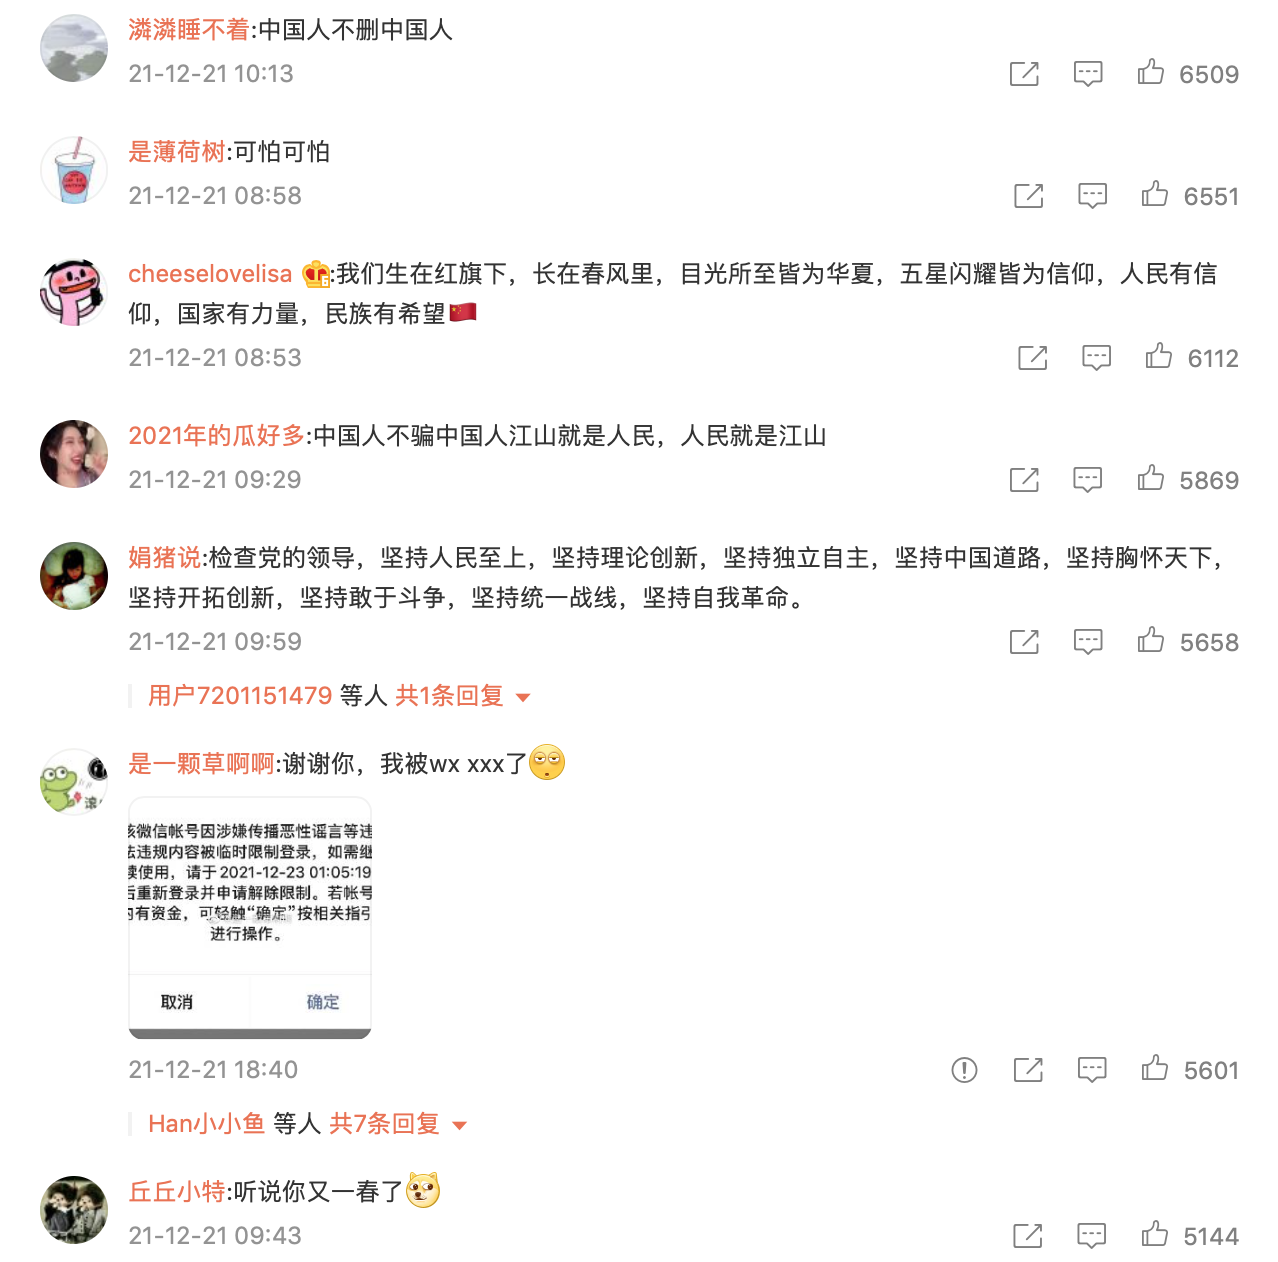 潾潾睡不着:中国人不删中国人
21-12-21 10:13
6509
是薄荷树:可怕可怕
21-12-21 08:58
6551
cheeselovelisa :我们生在红旗下，长在春风里，目光所至皆为华夏，五星闪耀皆为信仰，人民有信
仰，国家有力量，民族有希望
21-12-21 08:53
6112
2021年的瓜好多:中国人不骗中国人江山就是人民，人民就是江山
21-12-21 09:29
5869
娟猪说:检查党的领导，坚持人民至上，坚持理论创新，坚持独立自主，坚持中国道路，坚持胸怀天下，
坚持开拓创新，坚持敢于斗争，坚持统一战线，坚持自我革命。
21-12-21 09:59
5658
用户7201151479 等人 共1条回复
是一颗草啊啊:谢谢你，我被wx xxx了
滚
该微信帐号因涉嫌传播恶性谣言等违
法违规内容被临时限制登录，如需继
续使用，请于2021-12-23 01:05:19
后重新登录并申请解除限制。若帐号
内有资金，可轻触“确定”按相关指引
进行操作。
取消
确定
21-12-21 18:40
5601
Han小小鱼 等人 共7条回复
丘丘小特:听说你又一春了
21-12-21 09:43
5144